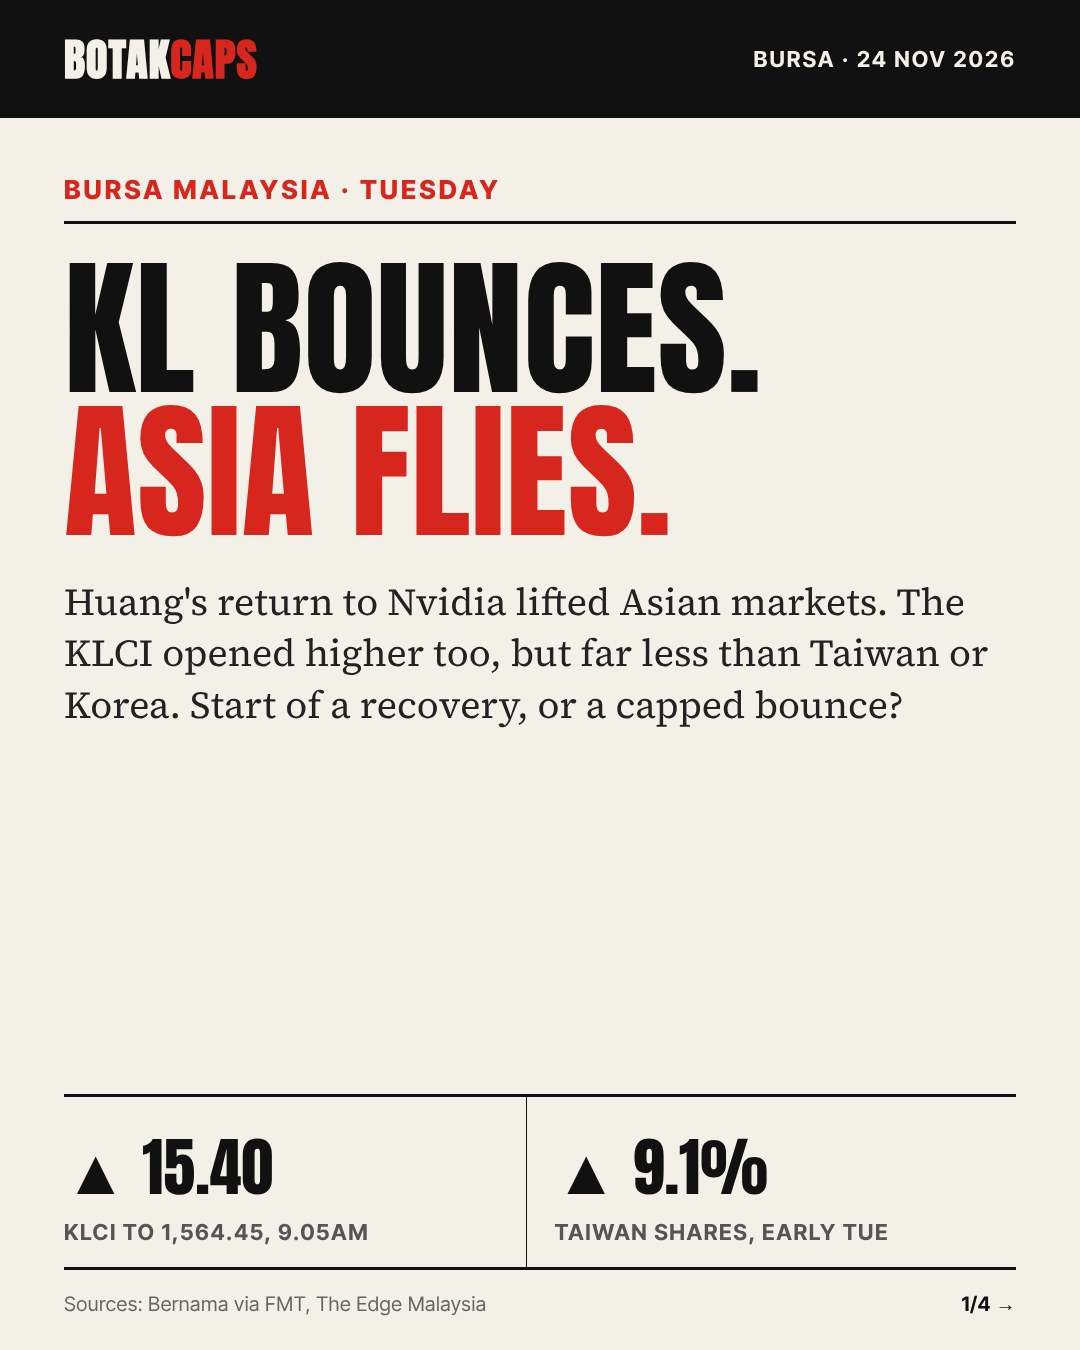 BOTAKCAPS
BURSA · 24 NOV 2026
BURSA MALAYSIA · TUESDAY
KL BOUNCES.
ASIA FLIES.
Huang's return to Nvidia lifted Asian markets. The
KLCI opened higher too, but far less than Taiwan or
Korea. Start of a recovery, or a capped bounce?
▲ 15.40
KLCI TO 1,564.45, 9.05AM
▲ 9.1%
TAIWAN SHARES, EARLY TUE
Sources: Bernama via FMT, The Edge Malaysia
1/4 →